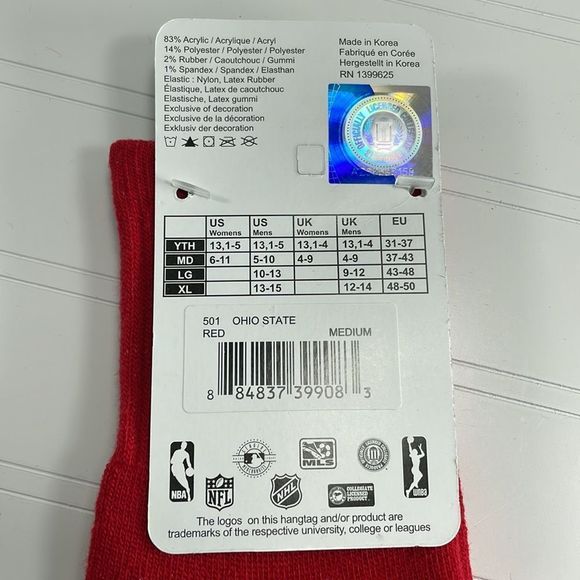 83% Acrylic / Acrylique / Acryl
14% Polyester / Polyester / Polyester
2% Rubber / Caoutchouc / Gummi
1% Spandex / Spandex / Elasthan
Elastic : Nylon, Latex Rubber
Élastique, Latex de caoutchouc
Elastische, Latex gummi
Exclusive of decoration
Exclusive de la décoration
Exklusiv der decoration
Made in Korea
Fabriqué en Corée
Hergestellt in Korea
RN 1399625
OFFICIALLY LICENSED
US Womens US Mens UK Womens UK Mens EU
YTH 13,1-5 13,1-5 13,1-4 13,1-4 31-37
MD 6-11 5-10 4-9 4-9 37-43
LG 10-13 9-12 43-48
XL 13-15 12-14 48-50
501 OHIO STATE
RED MEDIUM
8 84837 39908 3
NBA NFL NHL MLS
COLLEGIATE
LICENSED
PRODUCT
WNBA
The logos on this hangtag and/or product are
trademarks of the respective university, college or leagues